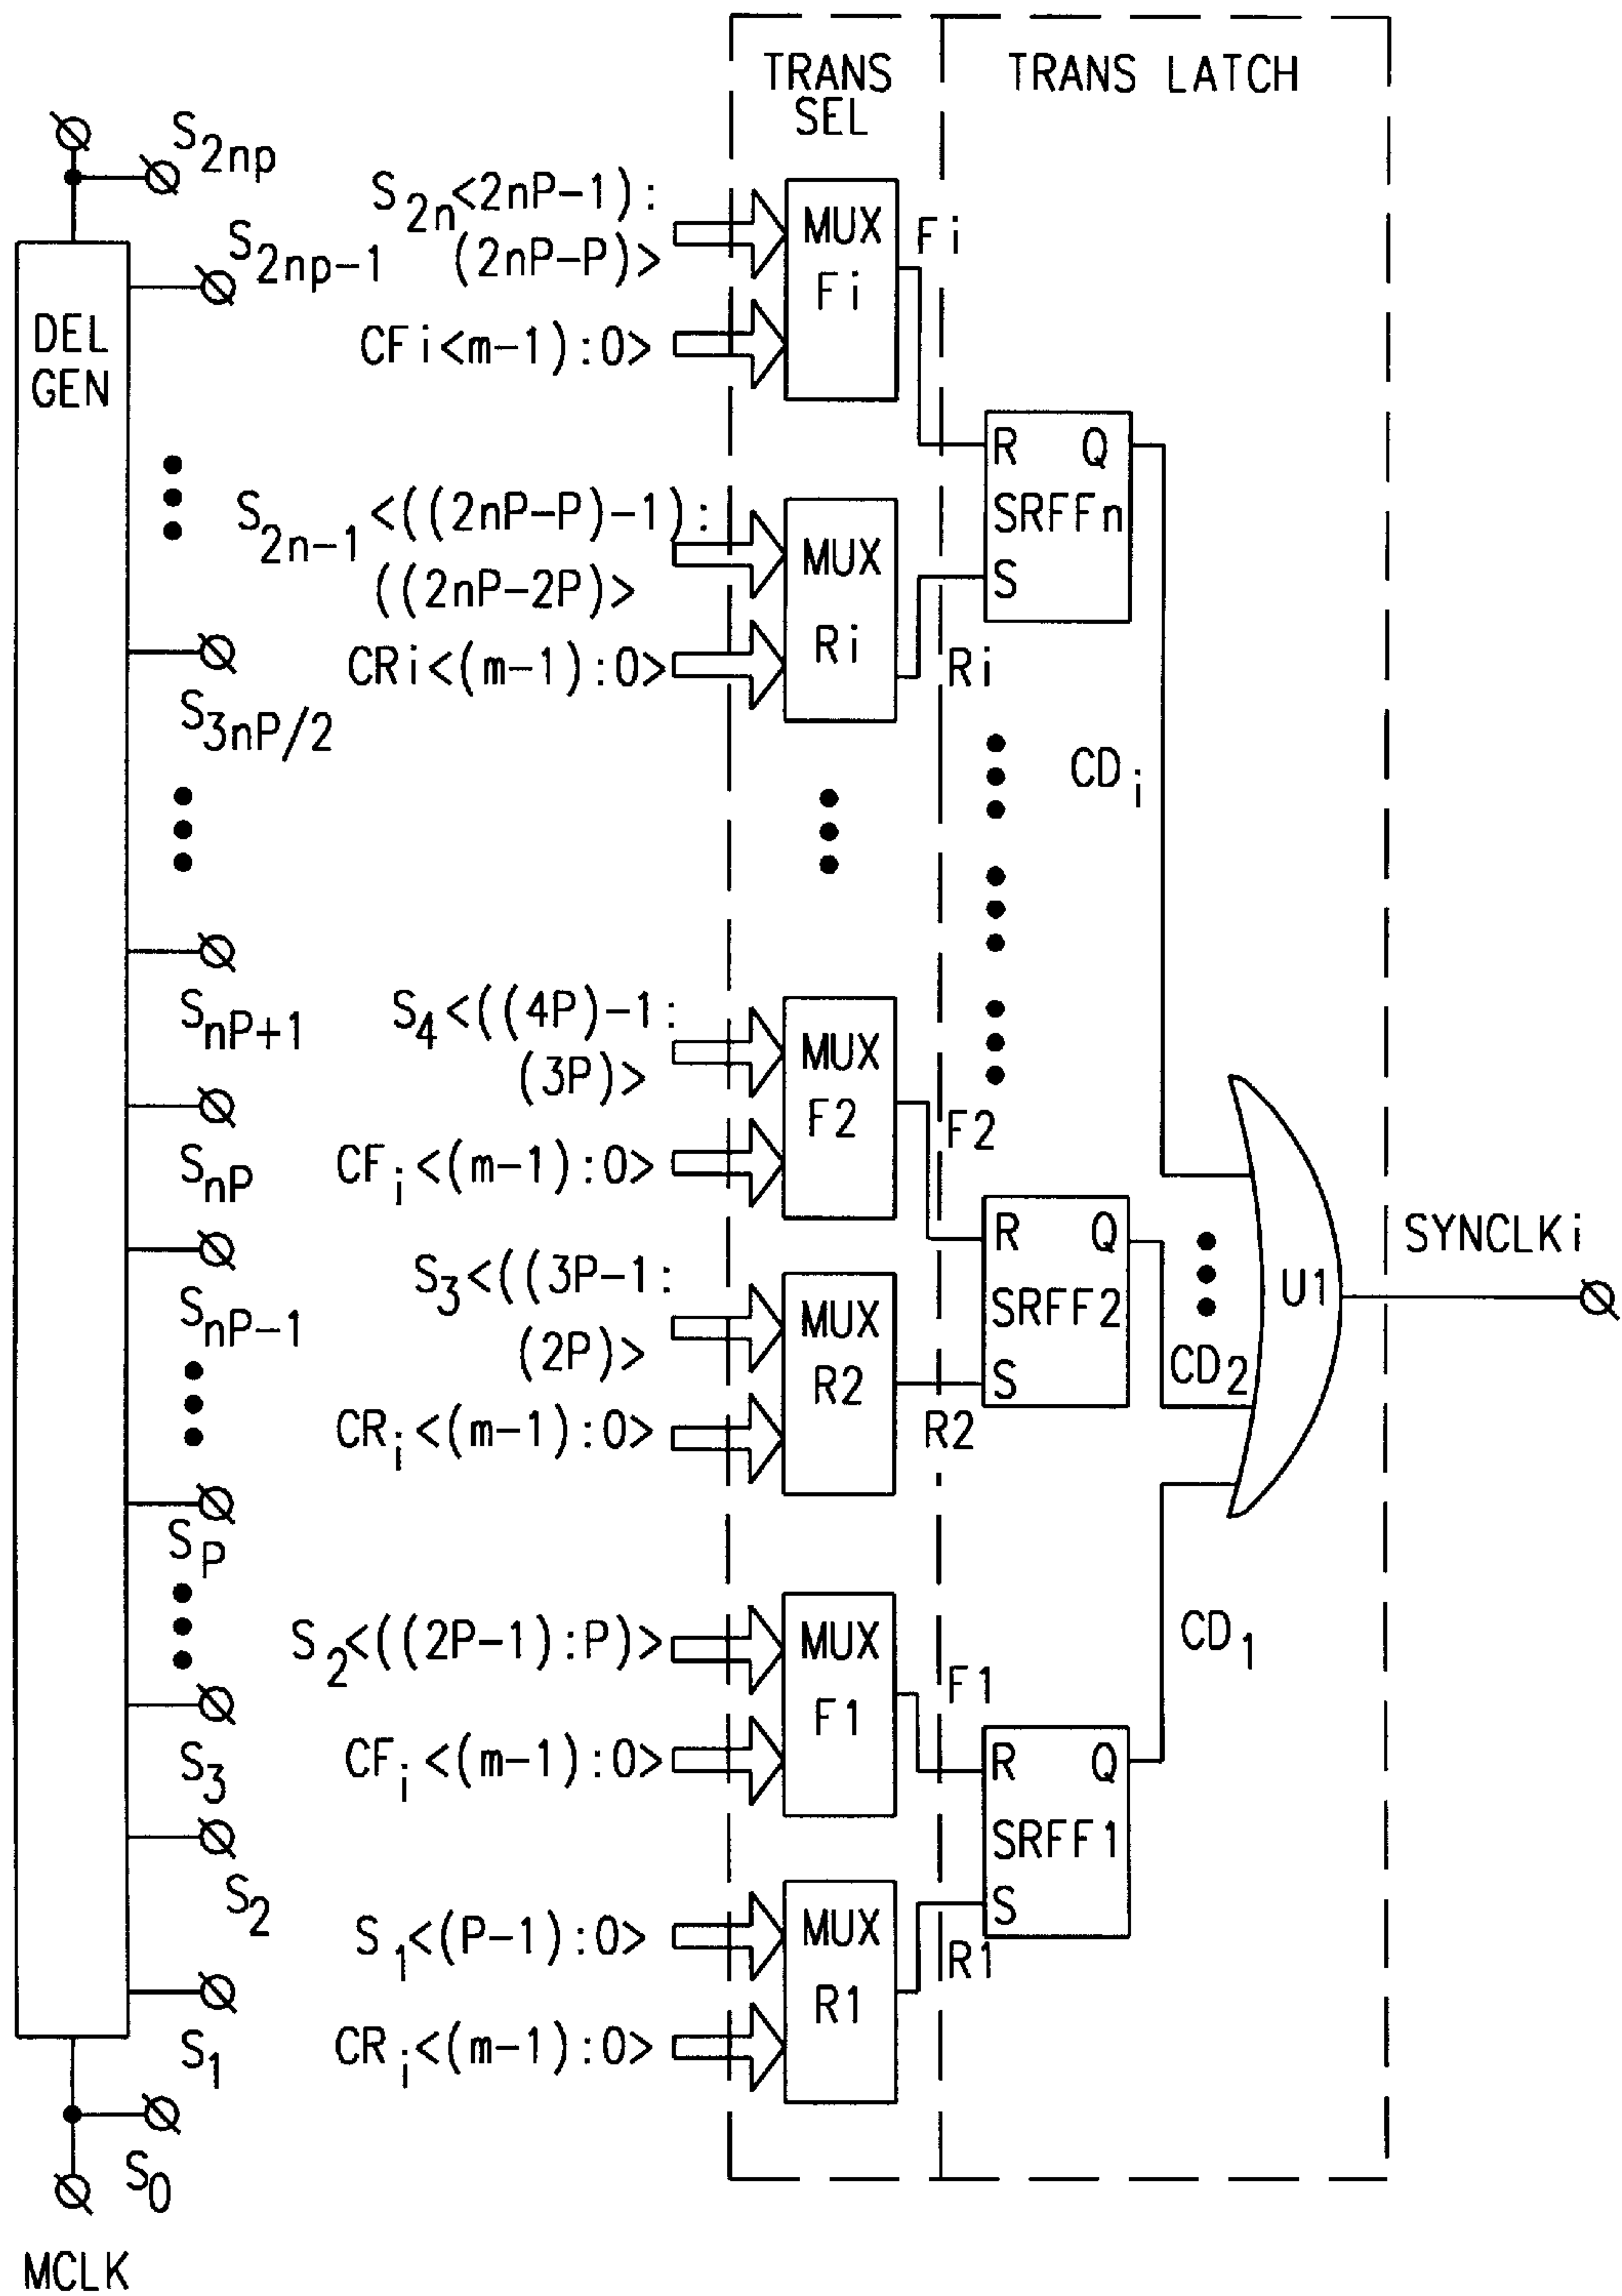 TRANS
SEL
TRANS LATCH
S2np
S2np-1
DEL
GEN
S3nP/2
SnP+1
SnP
SnP-1
SP
S3
S2
S1
S0
MCLK
S2n<2nP-1):
(2nP-P)>
CFi<m-1):0>
MUX
Fi
Fi
S2n-1<((2nP-P)-1):
((2nP-2P)>
CRi<(m-1):0>
MUX
Ri
Ri
R Q
SRFFn
S
CDi
S4<((4P)-1:
(3P)>
CFi<(m-1):0>
MUX
F2
F2
S3<((3P-1:
(2P)>
CRi<(m-1):0>
MUX
R2
R2
R Q
SRFF2
S
CD2
U1
SYNCLKi
S2<((2P-1):P)>
CFi<(m-1):0>
MUX
F1
F1
S1<(P-1):0>
CRi<(m-1):0>
MUX
R1
R1
R Q
SRFF1
S
CD1